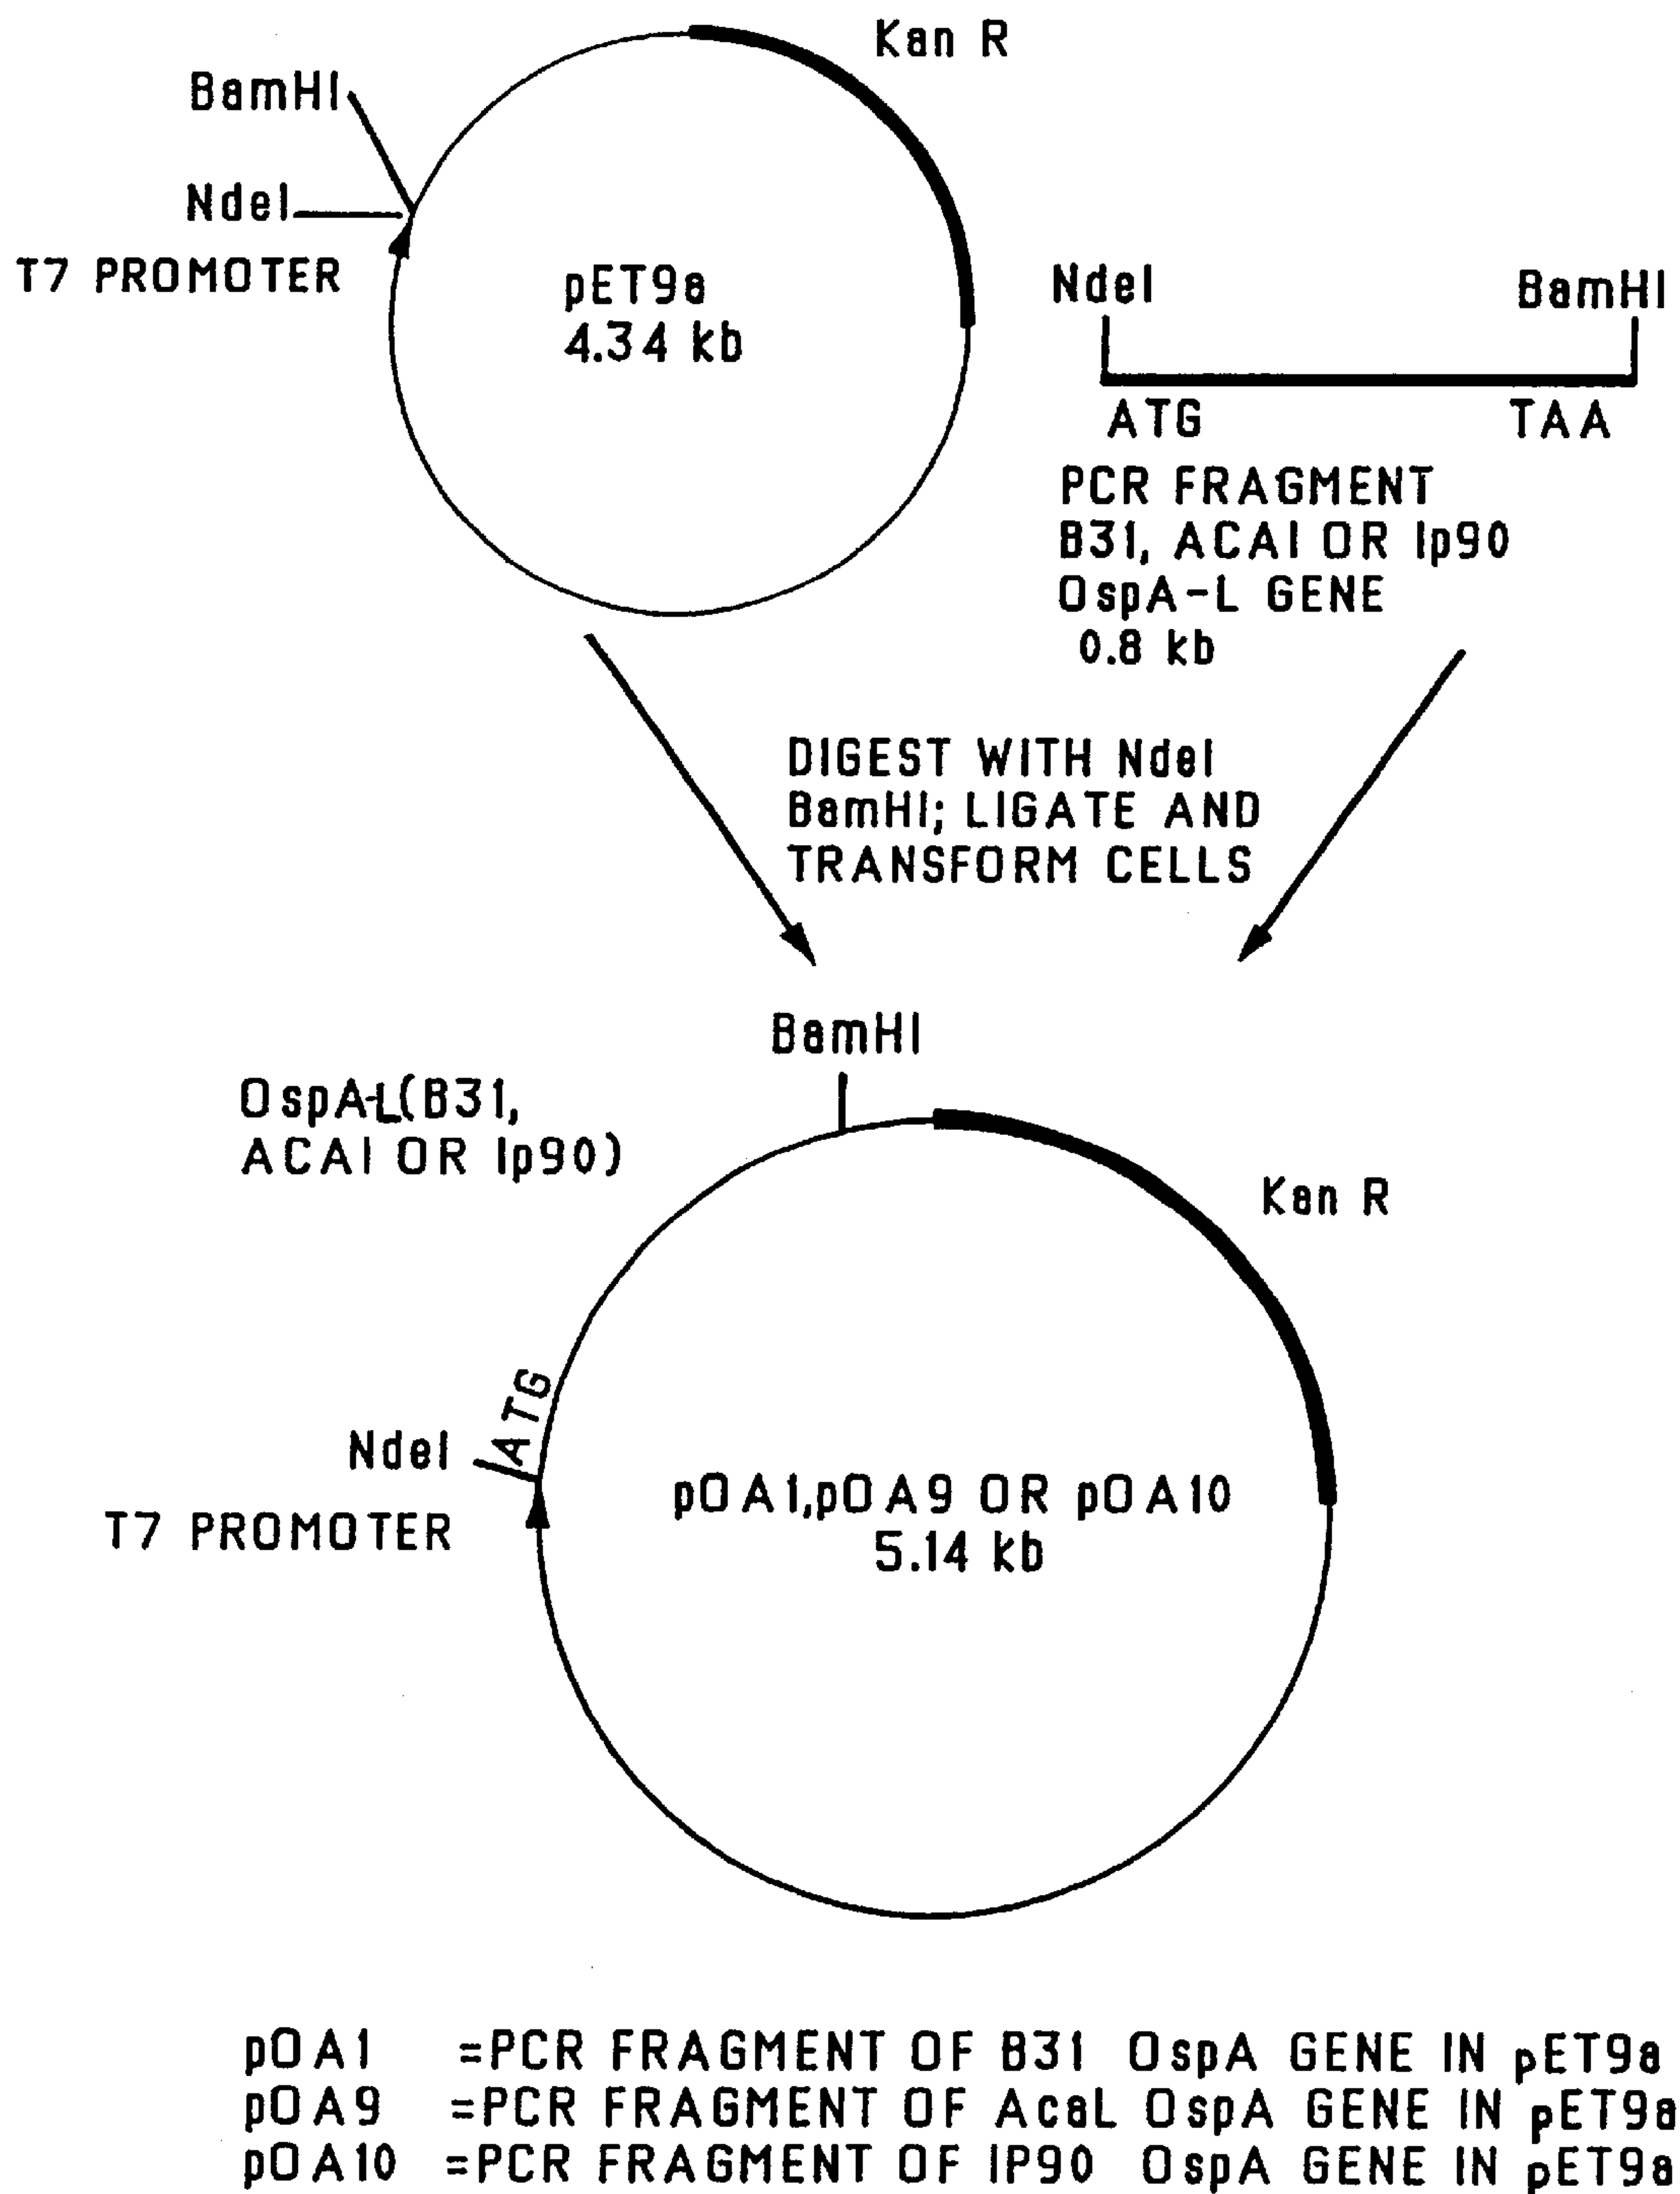 Kan R
BamHI
NdeI
T7 PROMOTER
pET9a
4.34 kb
NdeI
BamHI
ATG
TAA
PCR FRAGMENT
B31, ACAI OR Ip90
OspA-L GENE
0.8 kb
DIGEST WITH NdeI
BamHI; LIGATE AND
TRANSFORM CELLS
BamHI
OspA-L(B31,
ACAI OR Ip90)
Kan R
ATG
NdeI
T7 PROMOTER
pOA1,pOA9 OR pOA10
5.14 kb
pOA1 =PCR FRAGMENT OF B31 OspA GENE IN pET9a
pOA9 =PCR FRAGMENT OF AcaL OspA GENE IN pET9a
pOA10 =PCR FRAGMENT OF IP90 OspA GENE IN pET9a